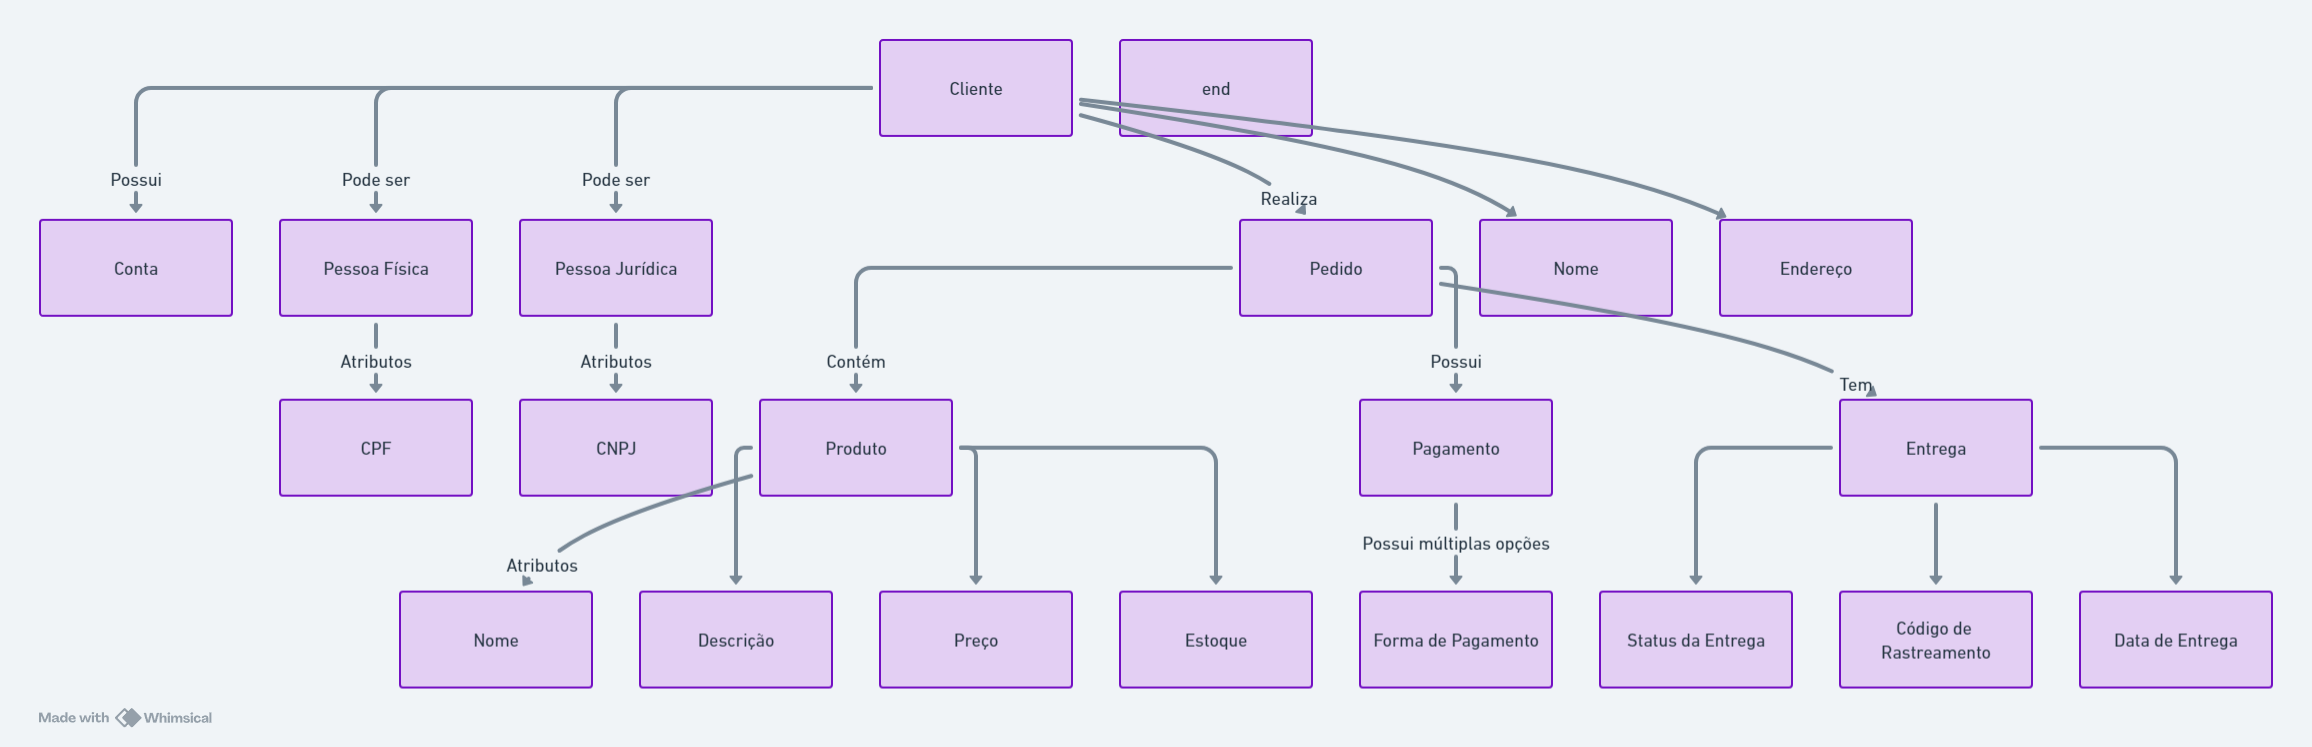 Cliente
end
Possui
Pode ser
Pode ser
Realiza
Conta
Pessoa Física
Pessoa Jurídica
Pedido
Nome
Endereço
Atributos
Atributos
Contém
Possui
Tem
CPF
CNPJ
Produto
Pagamento
Entrega
Atributos
Possui múltiplas opções
Nome
Descrição
Preço
Estoque
Forma de Pagamento
Status da Entrega
Código de
Rastreamento
Data de Entrega
Made with Whimsical